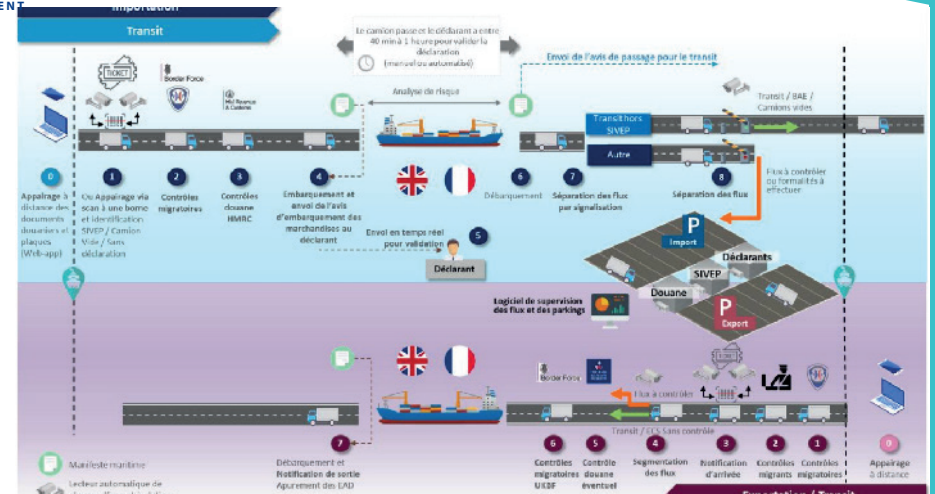 ENT
Importation
Transit
Le camion passe et le déclarant a entre
40 min à 1 heure pour valider la
déclaration
(manuel ou automatisé)
Envoi de l'avis de passage pour le transit
TICKET
Border Force
HM Revenue
& Customs
Analyse de risque
Transit / BAE /
Camions vides
Transit hors
SIVEP
Autre
0
Appairage à
distance des
documents
douaniers et
plaques
(Web-app)
1
Ou Appairage via
scan à une borne
et identification
SIVEP / Camion
Vide / Sans
déclaration
2
Contrôles
migratoires
3
Contrôles
douane
HMRC
4
Embarquement et
envoi de l'avis
d'embarquement des
marchandises au
déclarant
Envoi en temps réel
pour validation
5
Déclarant
6
Débarquement
7
Séparation des flux
par signalisation
8
Séparation des flux
Flux à contrôler
ou formalités à
effectuer
P
Import
Déclarants
SIVEP
Douane
P
Export
Logiciel de supervision
des flux et des parkings
TICKET
Border Force
Flux à contrôler
Transit / ECS Sans contrôle
7
Débarquement et
Notification de sortie
Apurement des EAD
6
Contrôles
migratoires
UKBF
5
Contrôle
douane
éventuel
4
Segmentation
des flux
3
Notification
d'arrivée
2
Contrôles
migrants
1
Contrôles
migratoires
0
Appairage
à distance
Manifeste maritime
Lecteur automatique de
Exportation / Transit